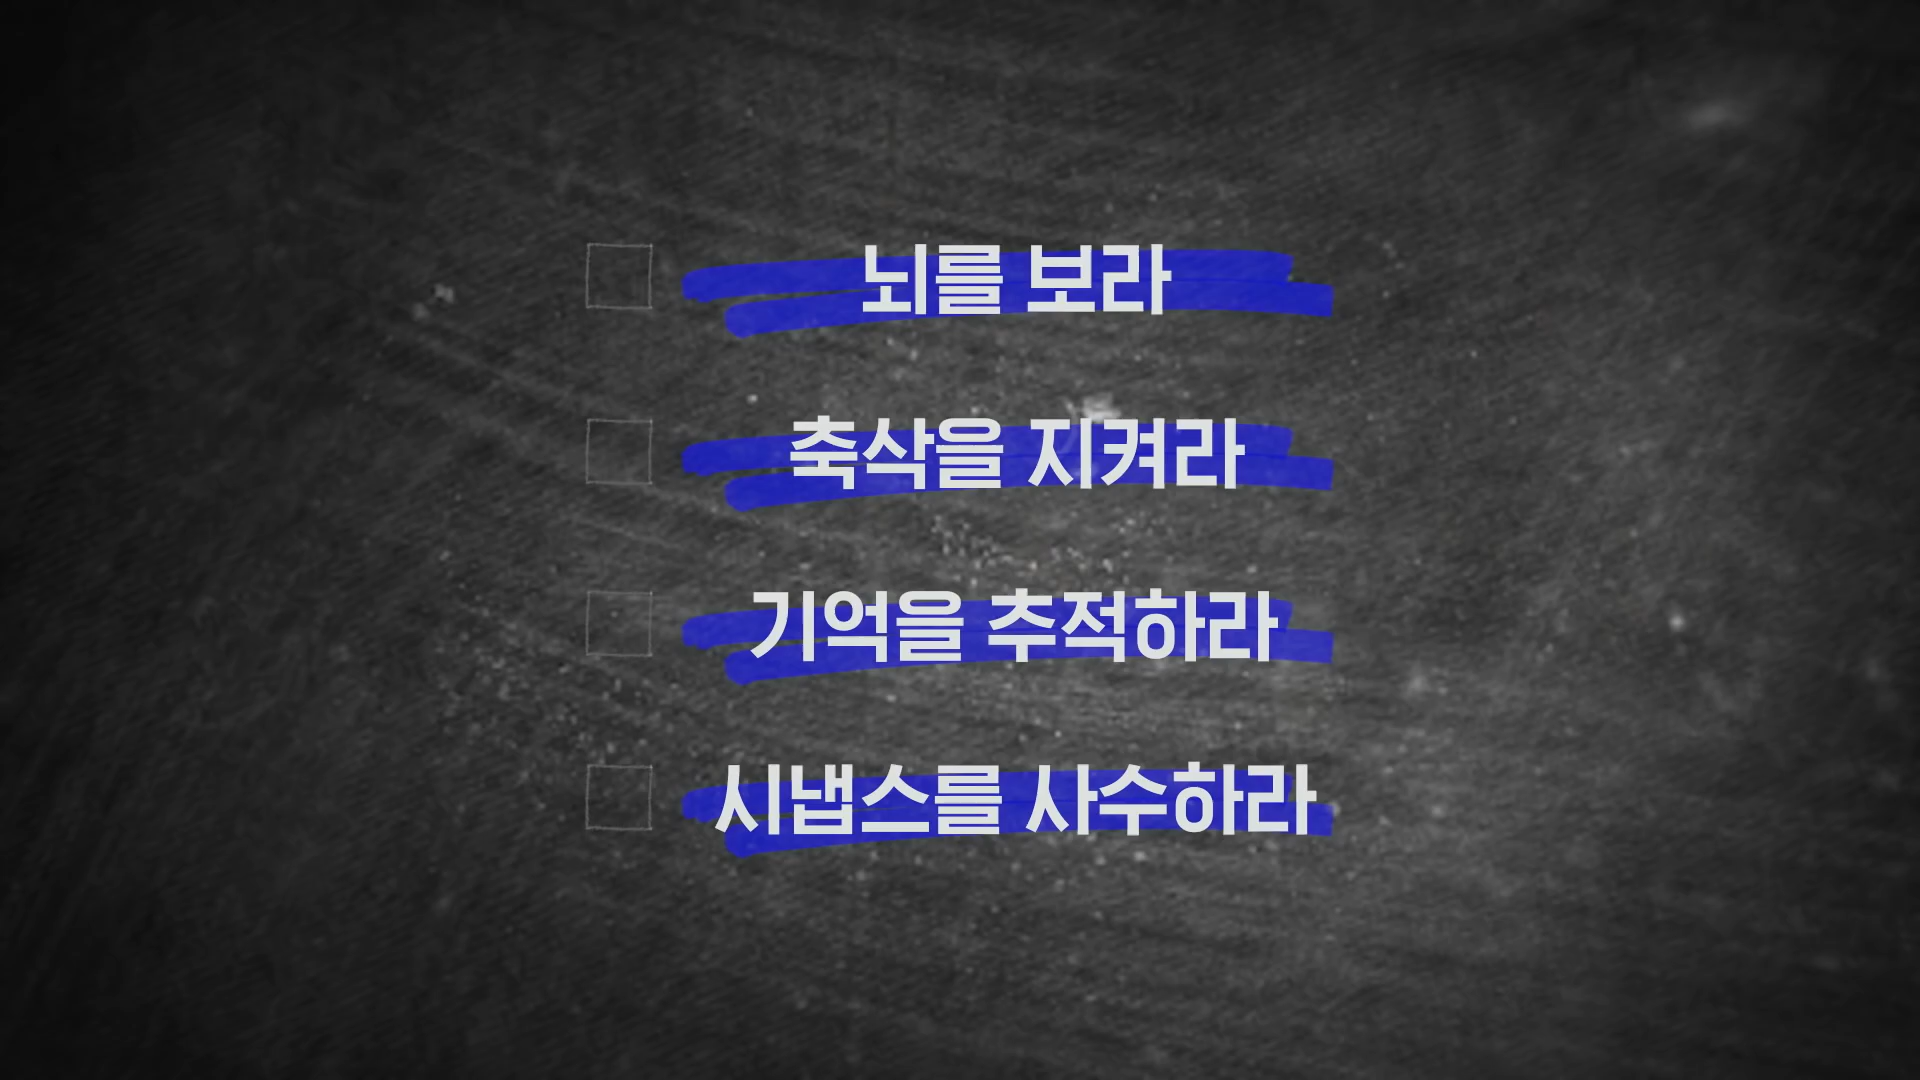 뇌를 보라
축삭을 지켜라
기억을 추적하라
시냅스를 사수하라